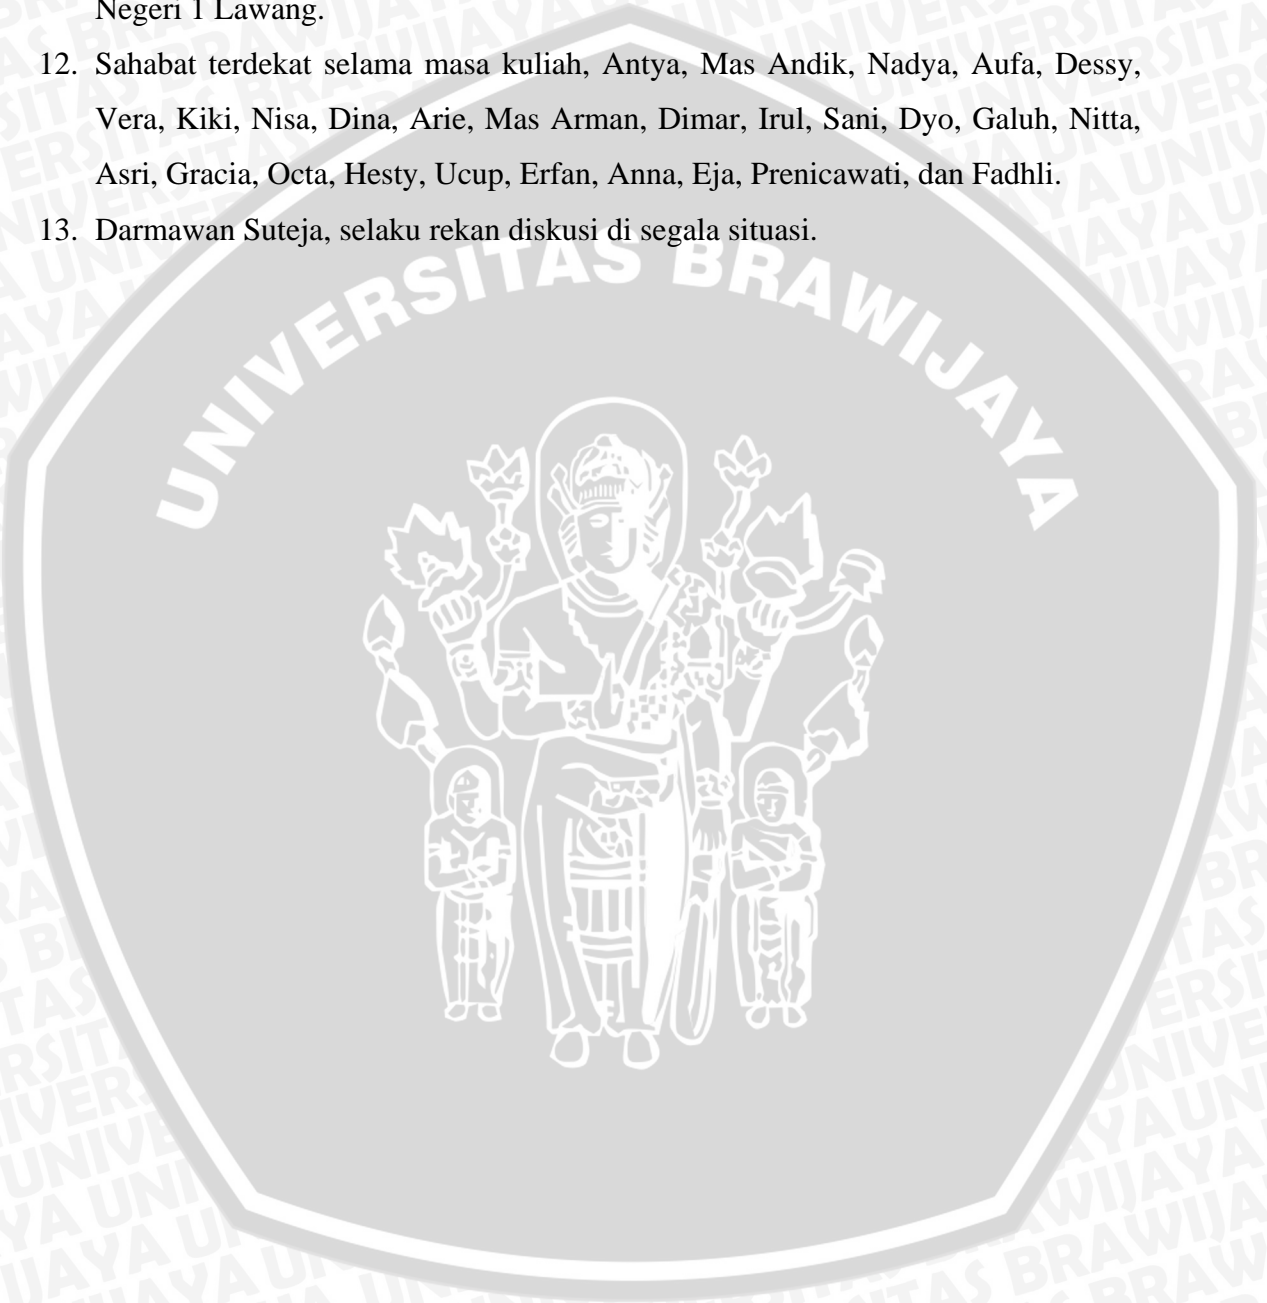 Negeri 1 Lawang.
12. Sahabat terdekat selama masa kuliah, Antya, Mas Andik, Nadya, Aufa, Dessy,
Vera, Kiki, Nisa, Dina, Arie, Mas Arman, Dimar, Irul, Sani, Dyo, Galuh, Nitta,
Asri, Gracia, Octa, Hesty, Ucup, Erfan, Anna, Eja, Prenicawati, dan Fadhli.
13. Darmawan Suteja, selaku rekan diskusi di segala situasi.
UNIVERSITAS BRAWIJAYA